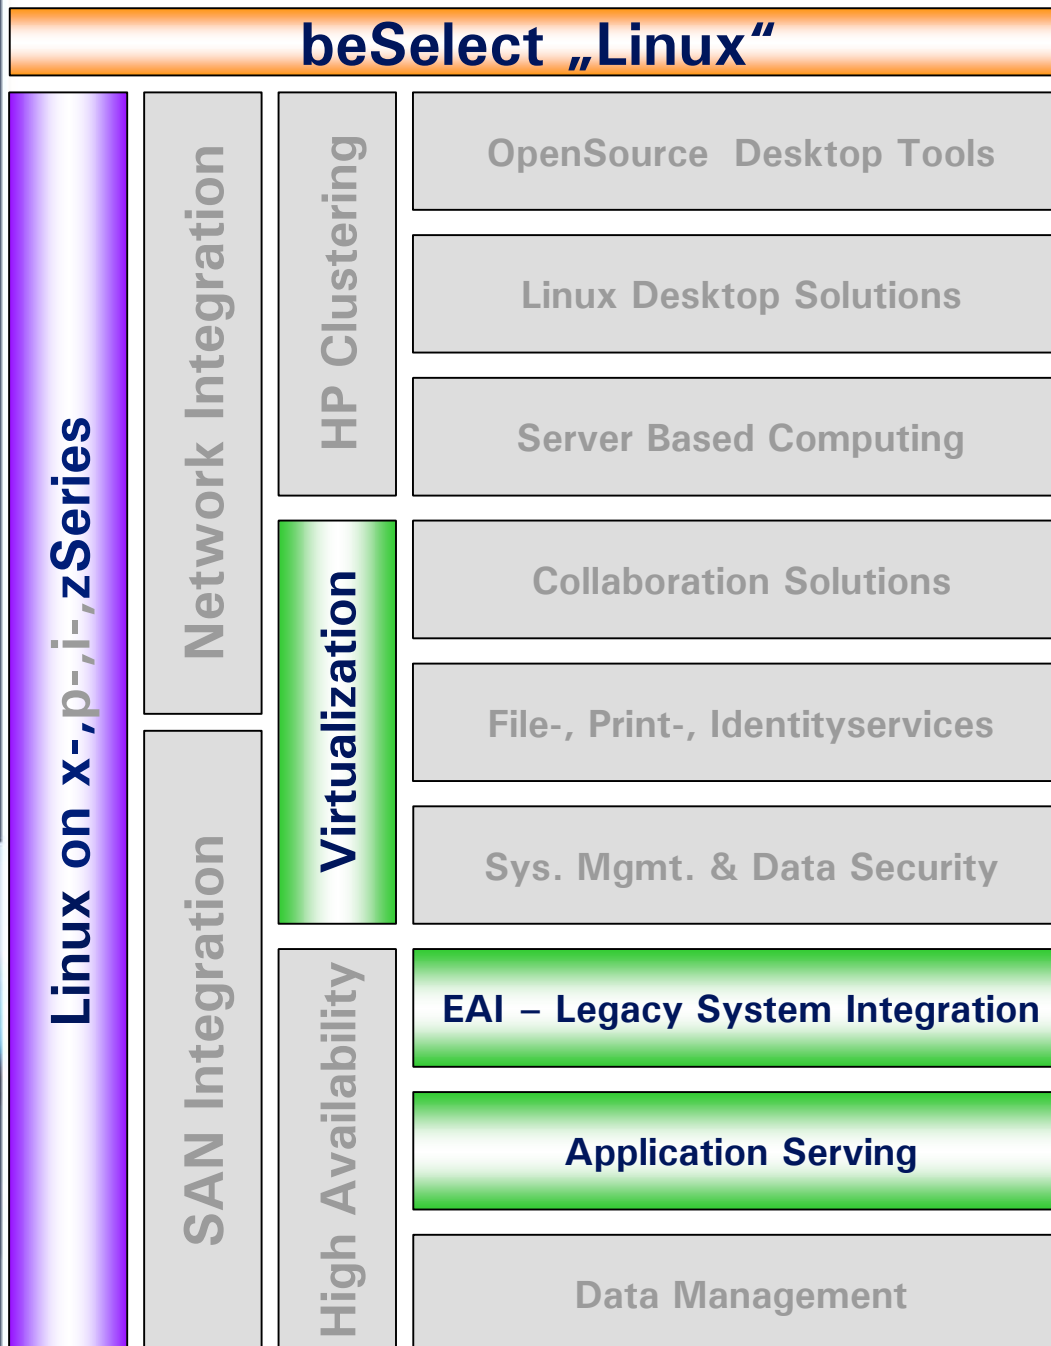 beSelect „Linux“
Linux on x-,p-,i-,zSeries
Network Integration
SAN Integration
HP Clustering
Virtualization
High Availability
OpenSource Desktop Tools
Linux Desktop Solutions
Server Based Computing
Collaboration Solutions
File-, Print-, Identityservices
Sys. Mgmt. & Data Security
EAI – Legacy System Integration
Application Serving
Data Management